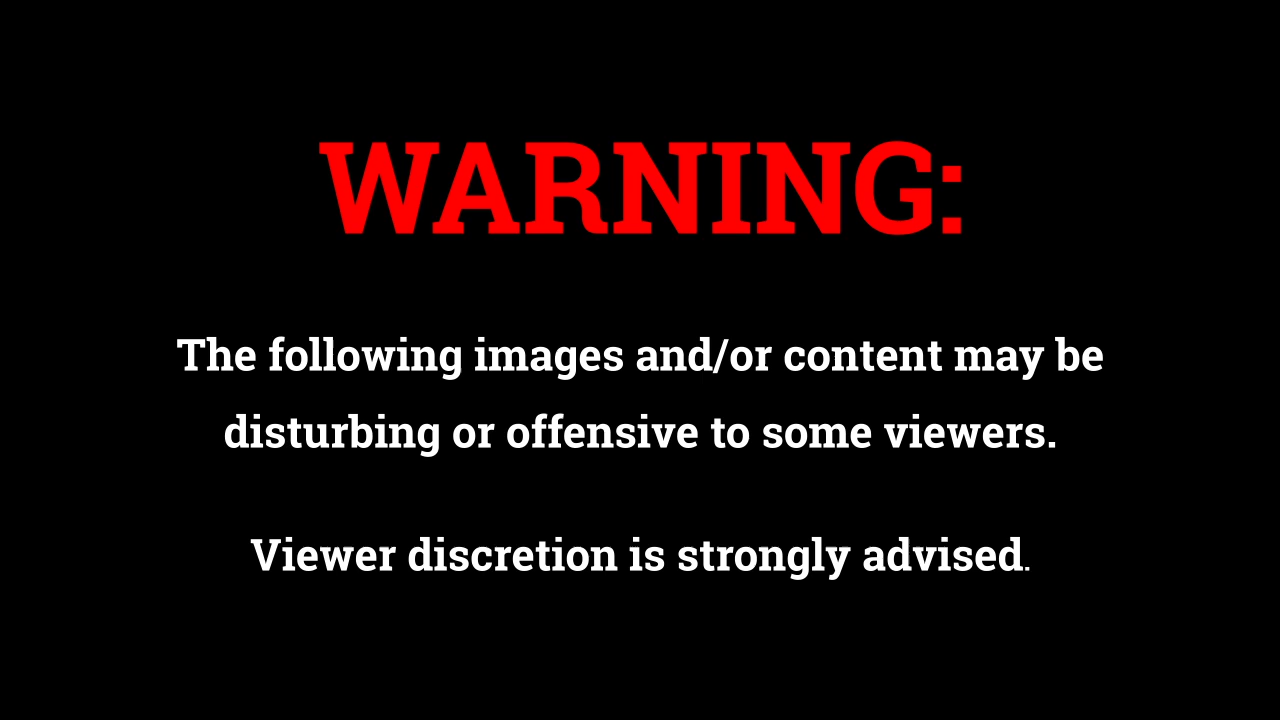 WARNING:
The following images and/or content may be
disturbing or offensive to some viewers.
Viewer discretion is strongly advised.